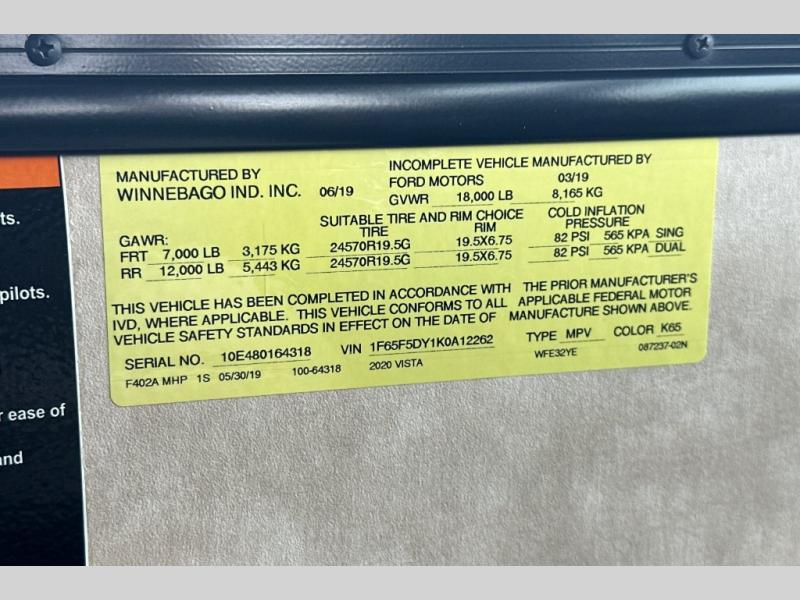 MANUFACTURED BY
WINNEBAGO IND. INC. 06/19
INCOMPLETE VEHICLE MANUFACTURED BY
FORD MOTORS 03/19
GVWR 18,000 LB 8,165 KG
SUITABLE TIRE AND RIM CHOICE
COLD INFLATION
PRESSURE
GAWR: TIRE RIM
FRT 7,000 LB 3,175 KG 24570R19.5G 19.5X6.75 82 PSI 565 KPA SING
RR 12,000 LB 5,443 KG 24570R19.5G 19.5X6.75 82 PSI 565 KPA DUAL
THIS VEHICLE HAS BEEN COMPLETED IN ACCORDANCE WITH THE PRIOR MANUFACTURER'S
IVD, WHERE APPLICABLE. THIS VEHICLE CONFORMS TO ALL APPLICABLE FEDERAL MOTOR
VEHICLE SAFETY STANDARDS IN EFFECT ON THE DATE OF MANUFACTURE SHOWN ABOVE.
SERIAL NO. 10E480164318 VIN 1F65F5DY1K0A12262 TYPE MPV COLOR K65
F402A MHP 1S 05/30/19 100-64318 2020 VISTA WFE32YE 087237-02N
ts.
pilots.
r ease of
and